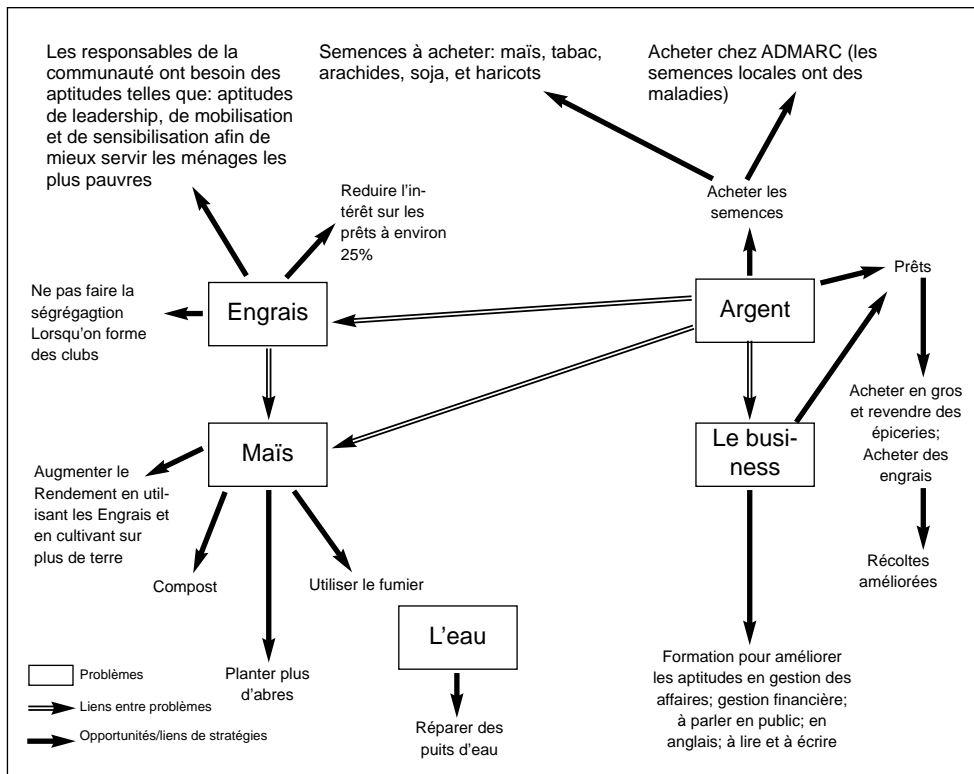 Les responsables de la
communauté ont besoin des
aptitudes telles que: aptitudes
de leadership, de mobilisation
et de sensibilisation afin de
mieux servir les ménages les
plus pauvres
Semences à acheter: maïs, tabac,
arachides, soja, et haricots
Acheter chez ADMARC (les
semences locales ont des
maladies)
Reduire l'in-
térêt sur les
prêts à environ
25%
Acheter les
semences
Ne pas faire la
ségrégagtion
Lorsqu'on forme
des clubs
Engrais
Argent
Prêts
Acheter en gros
et revendre des
épiceries;
Acheter des
engrais
Maïs
Le busi-
ness
Augmenter le
Rendement en util-
isant les Engrais et
en cultivant sur
plus de terre
Compost
Utiliser le fumier
Récoltes
améliorées
L'eau
Planter plus
d'abres
Réparer des
puits d'eau
Formation pour améliorer
les aptitudes en gestion des
affaires; gestion financière;
à parler en public; en
anglais; à lire et à écrire
Problèmes
Liens entre problèmes
Opportunités/liens de stratégies